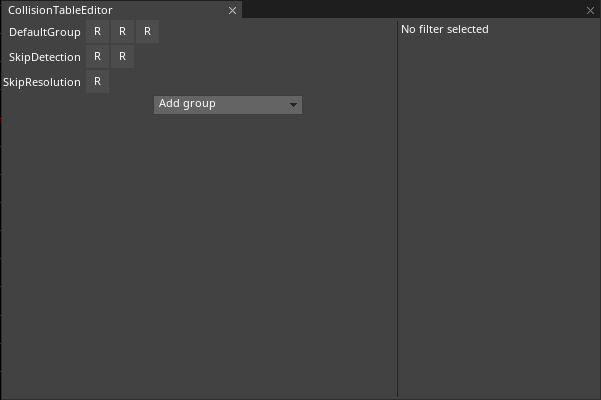 CollisionTableEditor
DefaultGroup R R R
No filter selected
SkipDetection R R
SkipResolution R
Add group